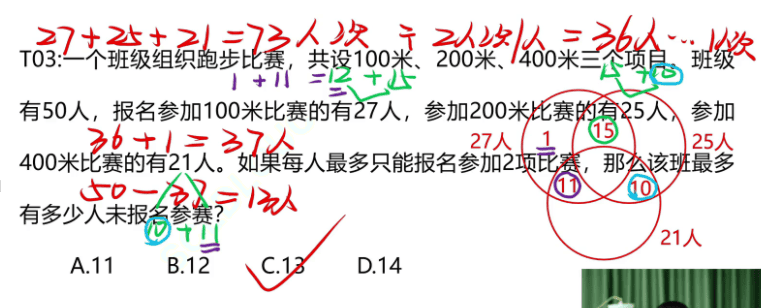 27+25+21=73人次 ÷ 2人次/人 = 36人…1人次
T03:一个班级组织跑步比赛，共设100米、200米、400米三个项目。班级
1+11=12+15
15+10
有50人，报名参加100米比赛的有27人，参加200米比赛的有25人，参加
36+1=37人
27人
1
15
25人
400米比赛的有21人。如果每人最多只能报名参加2项比赛，那么该班最多
50-37=13人
11
10
有多少人未报名参赛？
10+11
21人
A.11 B.12 C.13 D.14